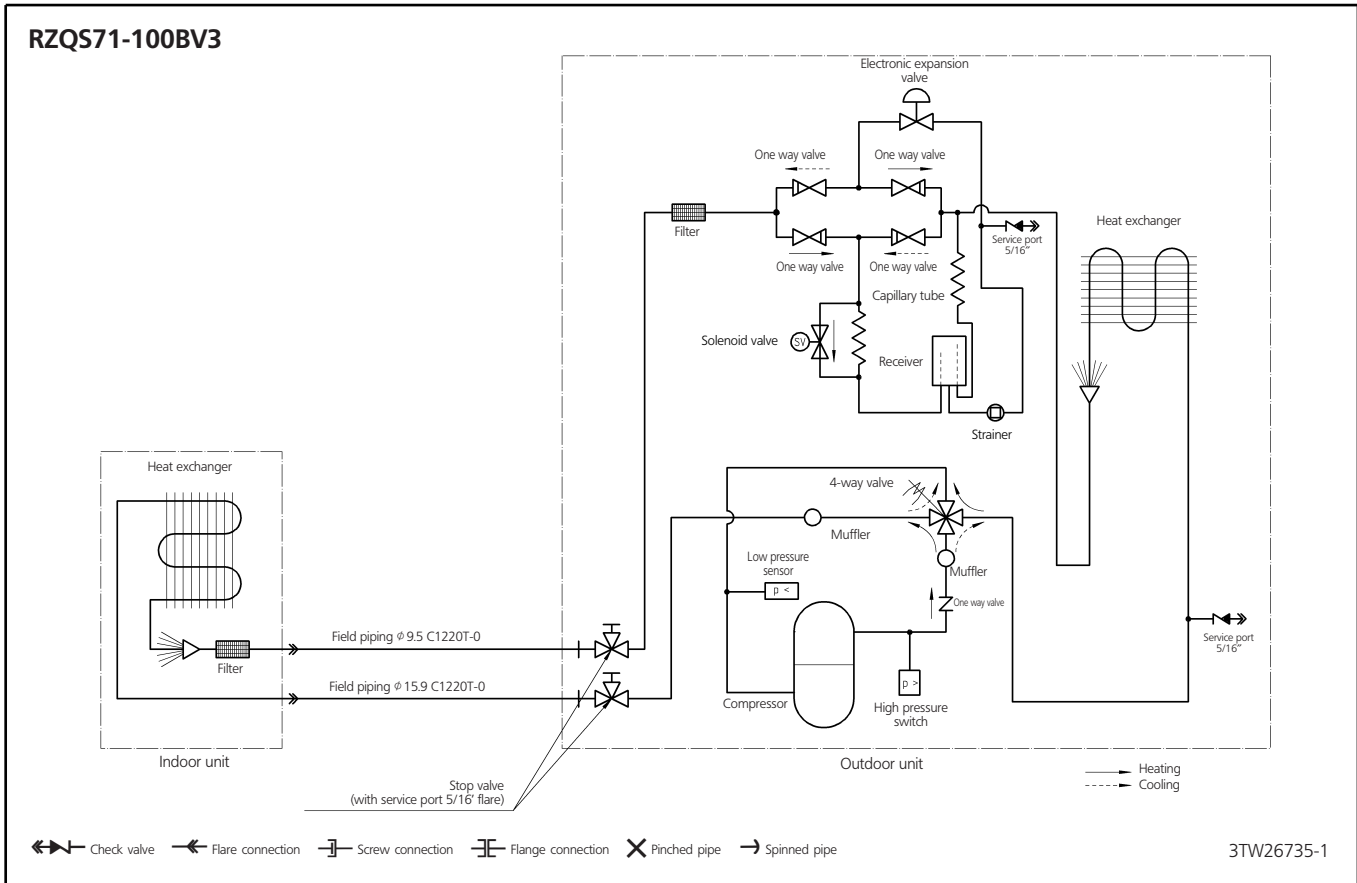 RZQS71-100BV3
Electronic expansion
valve
One way valve
One way valve
Filter
Service port
5/16"
Heat exchanger
One way valve
One way valve
Capillary tube
Solenoid valve
SV
Receiver
Strainer
Heat exchanger
4-way valve
Muffler
Low pressure
sensor
p <
Muffler
One way valve
Field piping φ 9.5 C1220T-0
Filter
Service port
5/16"
Field piping φ 15.9 C1220T-0
p >
Compressor
High pressure
switch
Indoor unit
Outdoor unit
Heating
Cooling
Stop valve
(with service port 5/16' flare)
Check valve
Flare connection
Screw connection
Flange connection
Pinched pipe
Spinned pipe
3TW26735-1